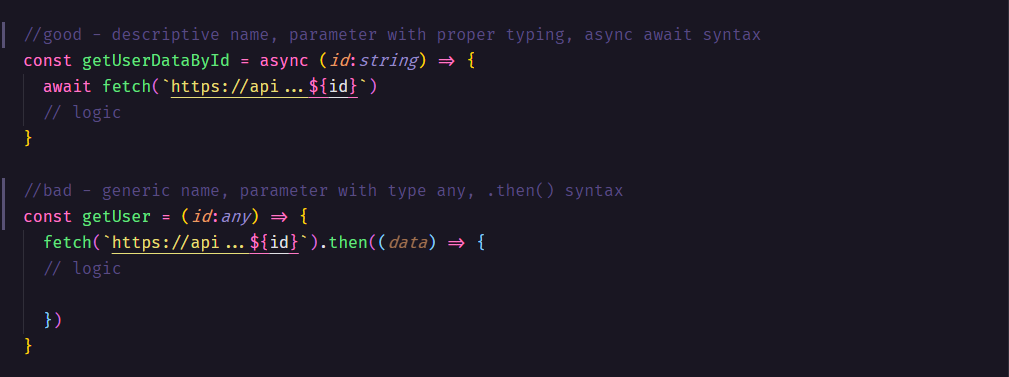 //good - descriptive name, parameter with proper typing, async await syntax
const getUserDataById = async (id:string) => {
await fetch(`https://api...${id}`)
// logic
}
//bad - generic name, parameter with type any, .then() syntax
const getUser = (id:any) => {
fetch(`https://api...${id}`).then((data) => {
// logic
})
}